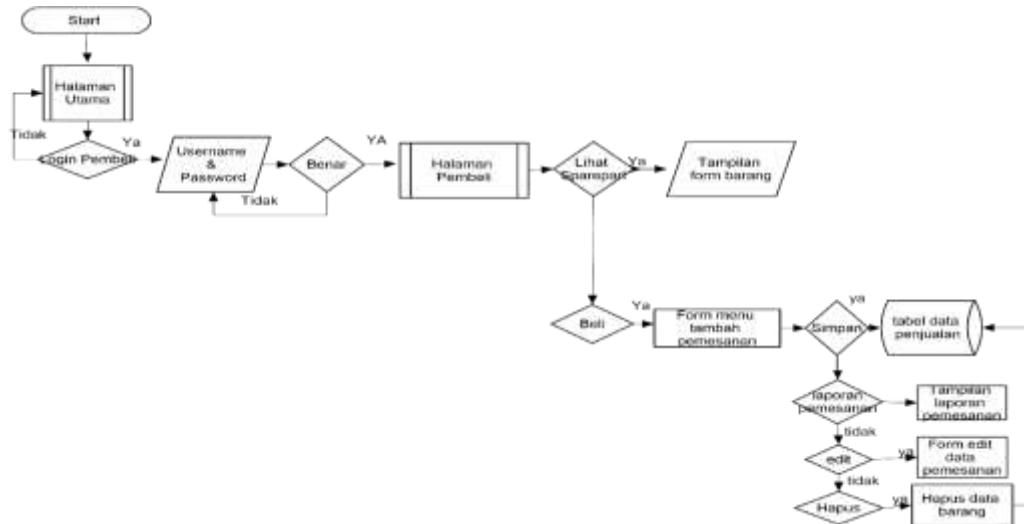 Start
Halaman
Utama
Tidak
Login Pembeli
Ya
Username
&
Password
Benar
YA
Tidak
Halaman
Pembeli
Lihat
Sparepart
Ya
Tampilan
form barang
Beli
Ya
Form menu
tambah
pemesanan
Simpan
ya
tabel data
penjualan
laporan
pemesanan
Tampilan
laporan
pemesanan
tidak
edit
ya
Form edit
data
pemesanan
tidak
Hapus
ya
Hapus data
barang